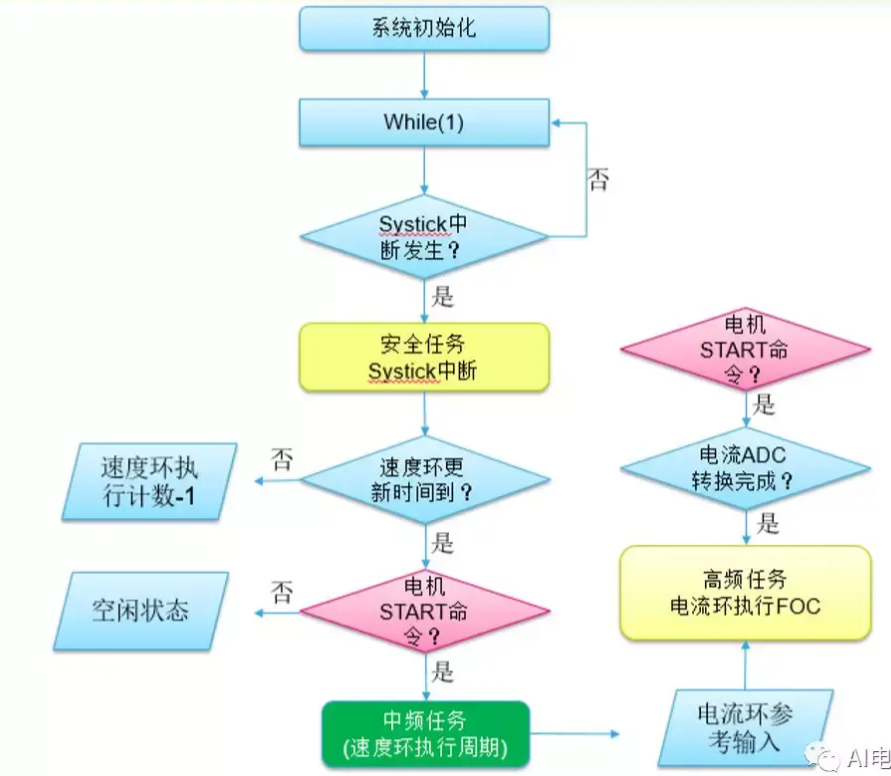 系统初始化
While(1)
否
Systick中
断发生？
是
安全任务
Systick中断
速度环更
新时间到？
否
速度环执
行计数-1
是
电机
START命
令？
否
空闲状态
是
中频任务
(速度环执行周期)
电机
START命
令？
是
电流ADC
转换完成？
是
高频任务
电流环执行FOC
电流环参
考输入
AI电